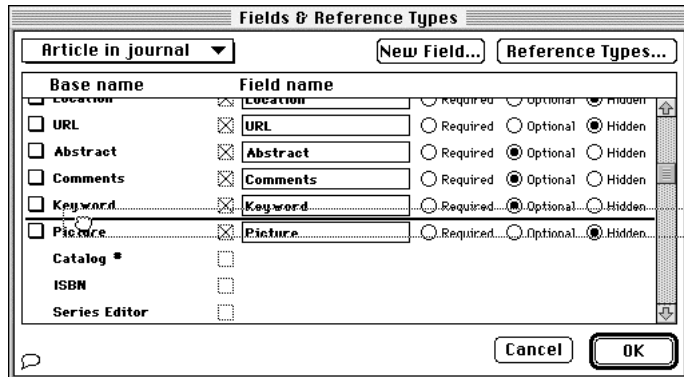 Fields & Reference Types
Article in journal New Field... Reference Types...
Base name Field name
Location Location Required Optional Hidden
URL URL Required Optional Hidden
Abstract Abstract Required Optional Hidden
Comments Comments Required Optional Hidden
Keyword Keyword Required Optional Hidden
Picture Picture Required Optional Hidden
Catalog #
ISBN
Series Editor
Cancel OK